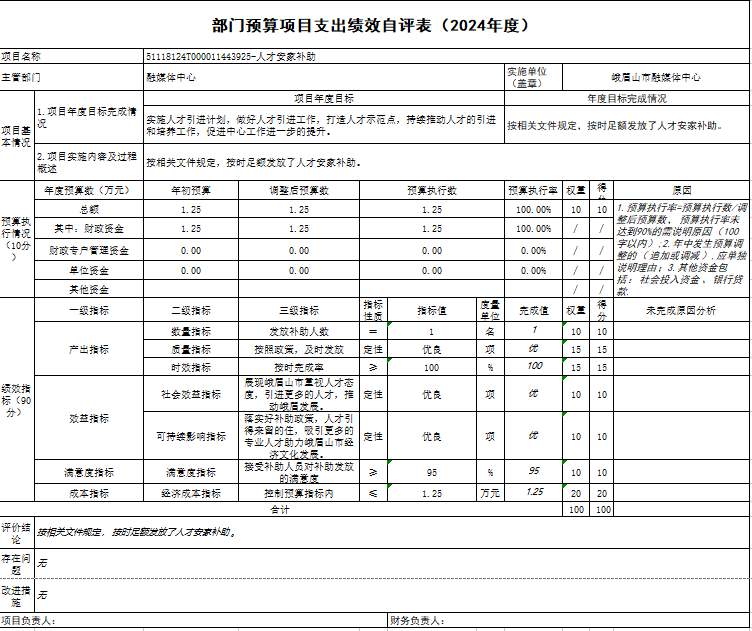 部门预算项目支出绩效自评表（2024年度）
项目名称 51118124T000011443925-人才安家补助
主管部门 融媒体中心 实施单位（盖章） 峨眉山市融媒体中心
项目基本情况 1.项目年度目标完成情况 项目年度目标 年度目标完成情况
实施人才引进计划，做好人才引进工作，打造人才示范点，持续推动人才的引进和培养工作，促进中心工作进一步的提升。 按相关文件规定，按时足额发放了人才安家补助。
2.项目实施内容及过程概述 按相关文件规定，按时足额发放了人才安家补助。
预算执行情况（10分） 年度预算数（万元） 年初预算 调整后预算数 预算执行数 预算执行率 权重 得分 原因
总额 1.25 1.25 1.25 100.00% 10 10 1.预算执行率=预算执行数/调整后预算数，预算执行率未达到90%的需说明原因（100字以内）;2.年中发生预算调整的（追加或调减）,应单独说明理由；3.其他资金包括：社会投资入资金、银行贷款.
其中：财政资金 1.25 1.25 1.25 100.00% / /
财政专户管理资金 0.00 0.00 0.00 0.00% / /
单位资金 0.00 0.00 0.00 0.00% / /
其他资金 / /
绩效指标（90分） 一级指标 二级指标 三级指标 指标性质 指标值 度量单位 完成值 权重 得分 未完成原因分析
产出指标 数量指标 发放补助人数 ＝ 1 名 1 10 10
质量指标 按照政策，及时发放 定性 优良 项 优 15 15
时效指标 按时完成率 ≥ 100 % 100 15 15
效益指标 社会效益指标 展现峨眉山市重视人才态度，引进更多的人才，推动峨眉发展。 定性 优良 项 优 10 10
可持续影响指标 落实好补助政策，人才引得来留的住，吸引更多的专业人才助力峨眉山市经济文化发展。 定性 优良 项 优 10 10
满意度指标 满意度指标 接受补助人员对补助发放的满意度 ≥ 95 % 95 10 10
成本指标 经济成本指标 控制预算指标内 ≤ 1.25 万元 1.25 20 20
合计 100 100
评价结论 按相关文件规定，按时足额发放了人才安家补助。
存在问题 无
改进措施 无
项目负责人： 财务负责人：